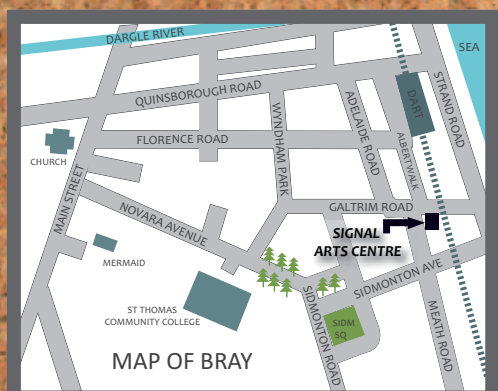 DARGLE RIVER
SEA
QUINSBOROUGH ROAD
DART
STRAND ROAD
WYNDHAM PARK
ADELAIDE ROAD
FLORENCE ROAD
ALBERT WALK
CHURCH
MAIN STREET
NOVARA AVENUE
GALTRIM ROAD
SIGNAL
ARTS CENTRE
MERMAID
SIDMONTON AVE
ST THOMAS
COMMUNITY COLLEGE
SIDMONTON ROAD
SIDM
SQ
MEATH ROAD
MAP OF BRAY